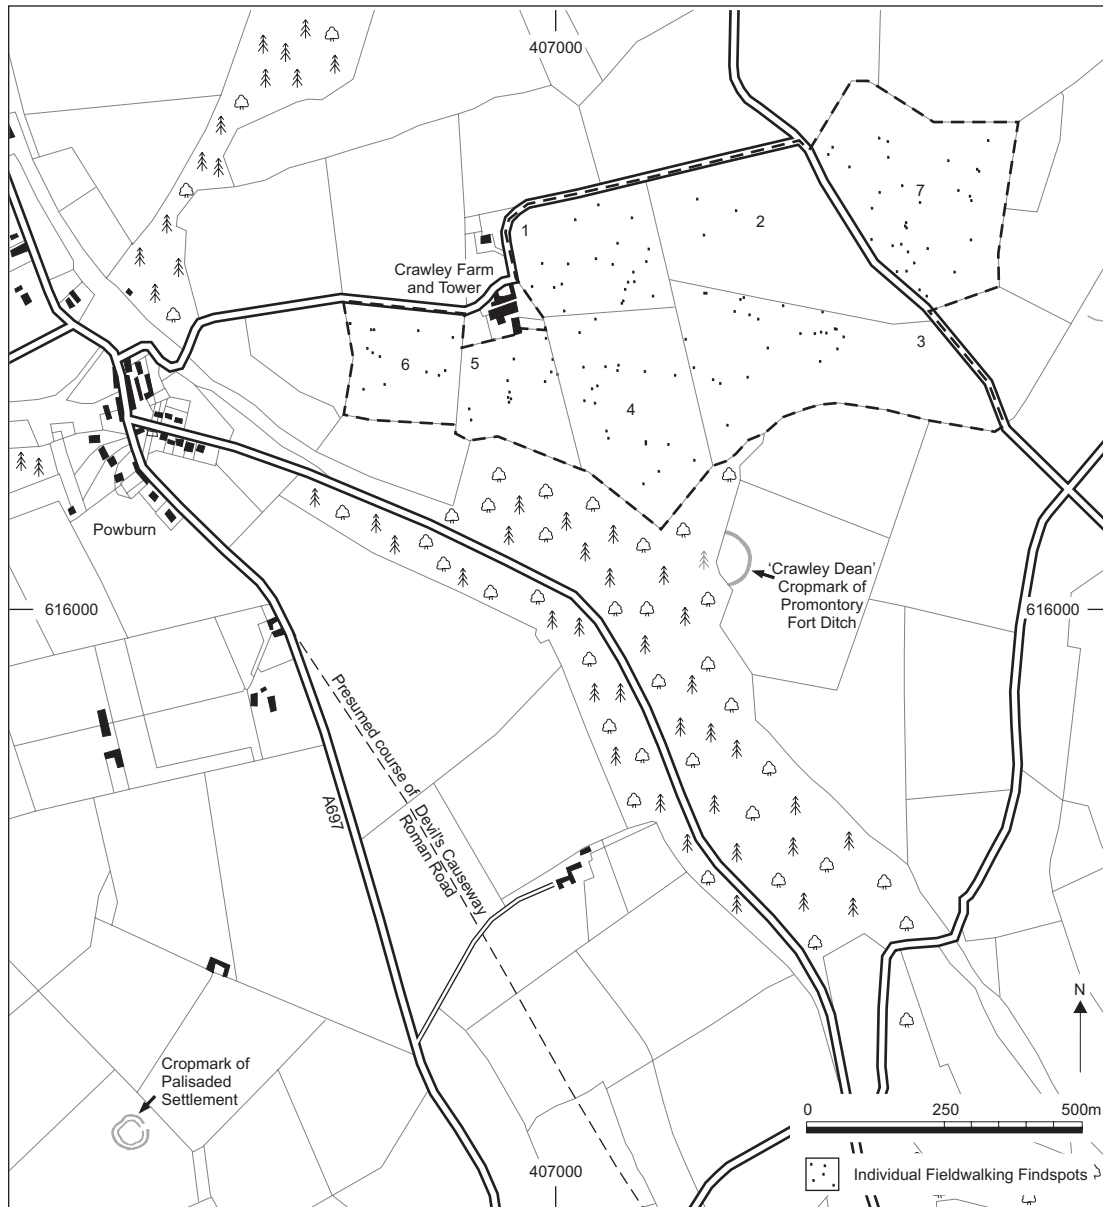 407000
1
2
7
Crawley Farm
and Tower
3
6
5
4
Powburn
'Crawley Dean'
Cropmark of
Promontory
Fort Ditch
616000
616000
Presumed course of Devil's Causeway
Roman Road
A697
N
Cropmark of
Palisaded
Settlement
0 250 500m
407000
Individual Fieldwalking Findspots